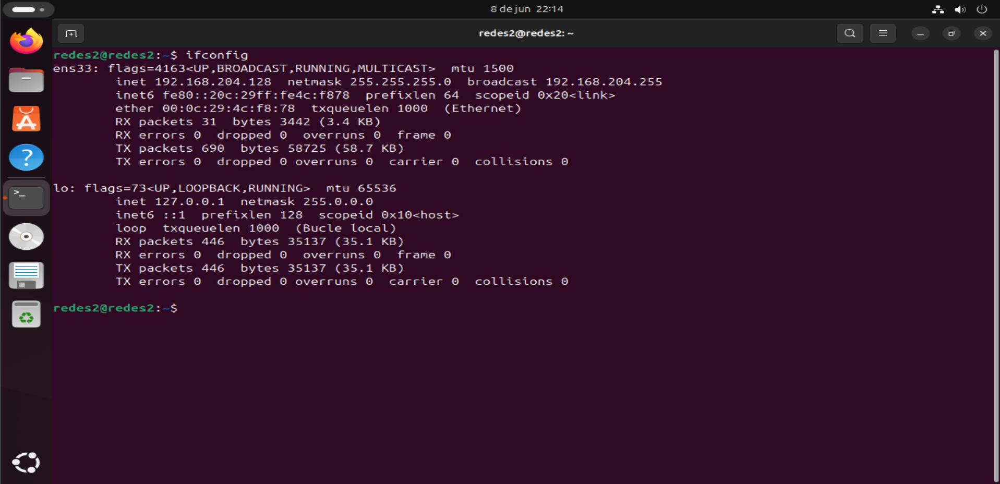 8 de jun 22:14
redes2@redes2: ~
redes2@redes2:~$ ifconfig
ens33: flags=4163<UP,BROADCAST,RUNNING,MULTICAST>  mtu 1500
        inet 192.168.204.128  netmask 255.255.255.0  broadcast 192.168.204.255
        inet6 fe80::20c:29ff:fe4c:f878  prefixlen 64  scopeid 0x20<link>
        ether 00:0c:29:4c:f8:78  txqueuelen 1000  (Ethernet)
        RX packets 31  bytes 3442 (3.4 KB)
        RX errors 0  dropped 0  overruns 0  frame 0
        TX packets 690  bytes 58725 (58.7 KB)
        TX errors 0  dropped 0 overruns 0  carrier 0  collisions 0
lo: flags=73<UP,LOOPBACK,RUNNING>  mtu 65536
        inet 127.0.0.1  netmask 255.0.0.0
        inet6 ::1  prefixlen 128  scopeid 0x10<host>
        loop  txqueuelen 1000  (Bucle local)
        RX packets 446  bytes 35137 (35.1 KB)
        RX errors 0  dropped 0  overruns 0  frame 0
        TX packets 446  bytes 35137 (35.1 KB)
        TX errors 0  dropped 0 overruns 0  carrier 0  collisions 0
redes2@redes2:~$